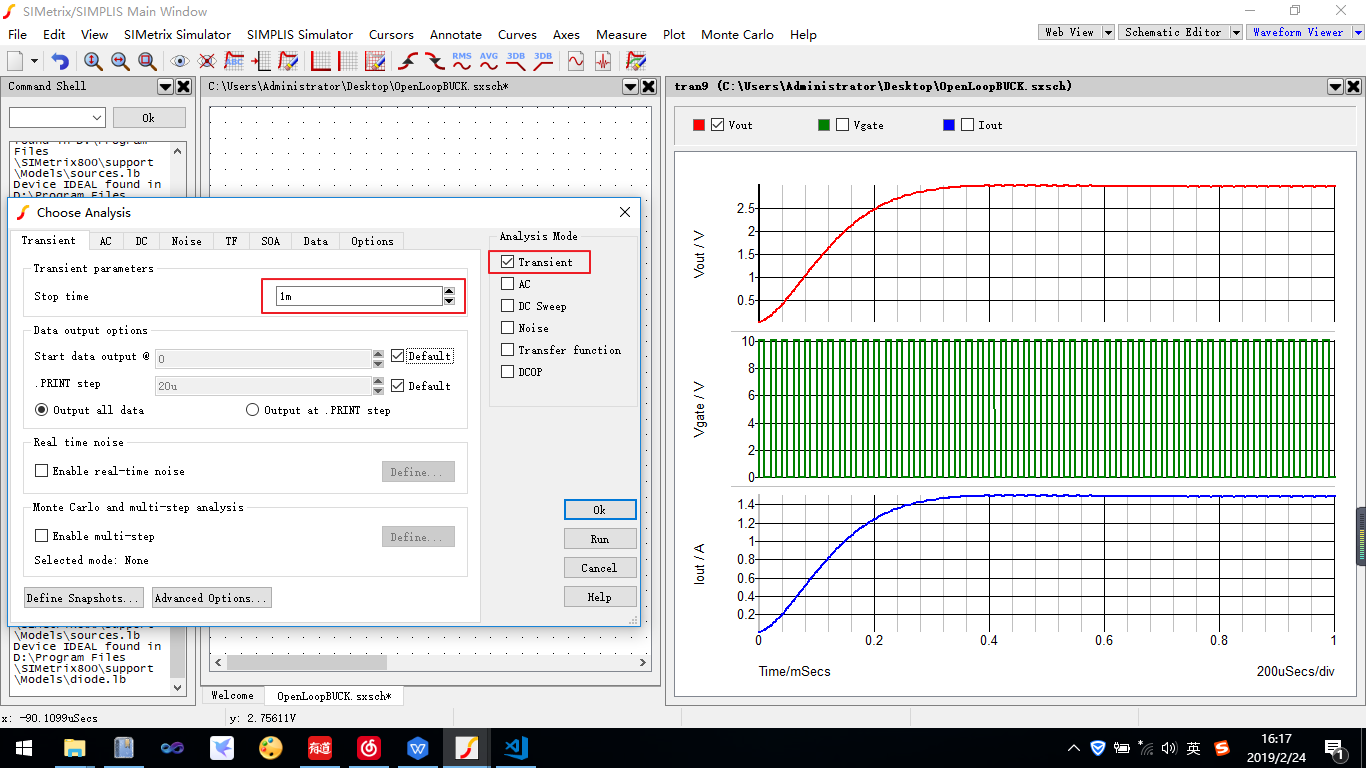 SIMetrix/SIMPLIS Main Window
File Edit View SIMetrix Simulator SIMPLIS Simulator Cursors Annotate Curves Axes Measure Plot Monte Carlo Help
Web View Schematic Editor Waveform Viewer
ABC RMS AVG 3DB 3DB
Command Shell
Ok
found in D:\Program
Files
\SIMetrix800\support
\Models\sources.lb
Device IDEAL found in
D:\Program Files
C:\Users\Administrator\Desktop\OpenLoopBUCK.sxsch*
Choose Analysis
Transient AC DC Noise TF SOA Data Options
Transient parameters
Stop time 1m
Data output options
Start data output @ 0 Default
.PRINT step 20u Default
Output all data Output at .PRINT step
Real time noise
Enable real-time noise Define...
Monte Carlo and multi-step analysis
Enable multi-step Define...
Selected mode: None
Define Snapshots... Advanced Options...
Analysis Mode
Transient
AC
DC Sweep
Noise
Transfer function
DCOP
Ok
Run
Cancel
Help
\SIMetrix800\support
\Models\sources.lb
Device IDEAL found in
D:\Program Files
\SIMetrix800\support
\Models\diode.lb
Welcome OpenLoopBUCK.sxsch*
tran9 (C:\Users\Administrator\Desktop\OpenLoopBUCK.sxsch)
Vout Vgate Iout
Vout / V
2.5
2
1.5
1
0.5
Vgate / V
10
8
6
4
2
0
Iout / A
1.4
1.2
1
0.8
0.6
0.4
0.2
0 0.2 0.4 0.6 0.8 1
Time/mSecs 200uSecs/div
x: -90.1099uSecs y: 2.75611V
有道
英
16:17
2019/2/24
1